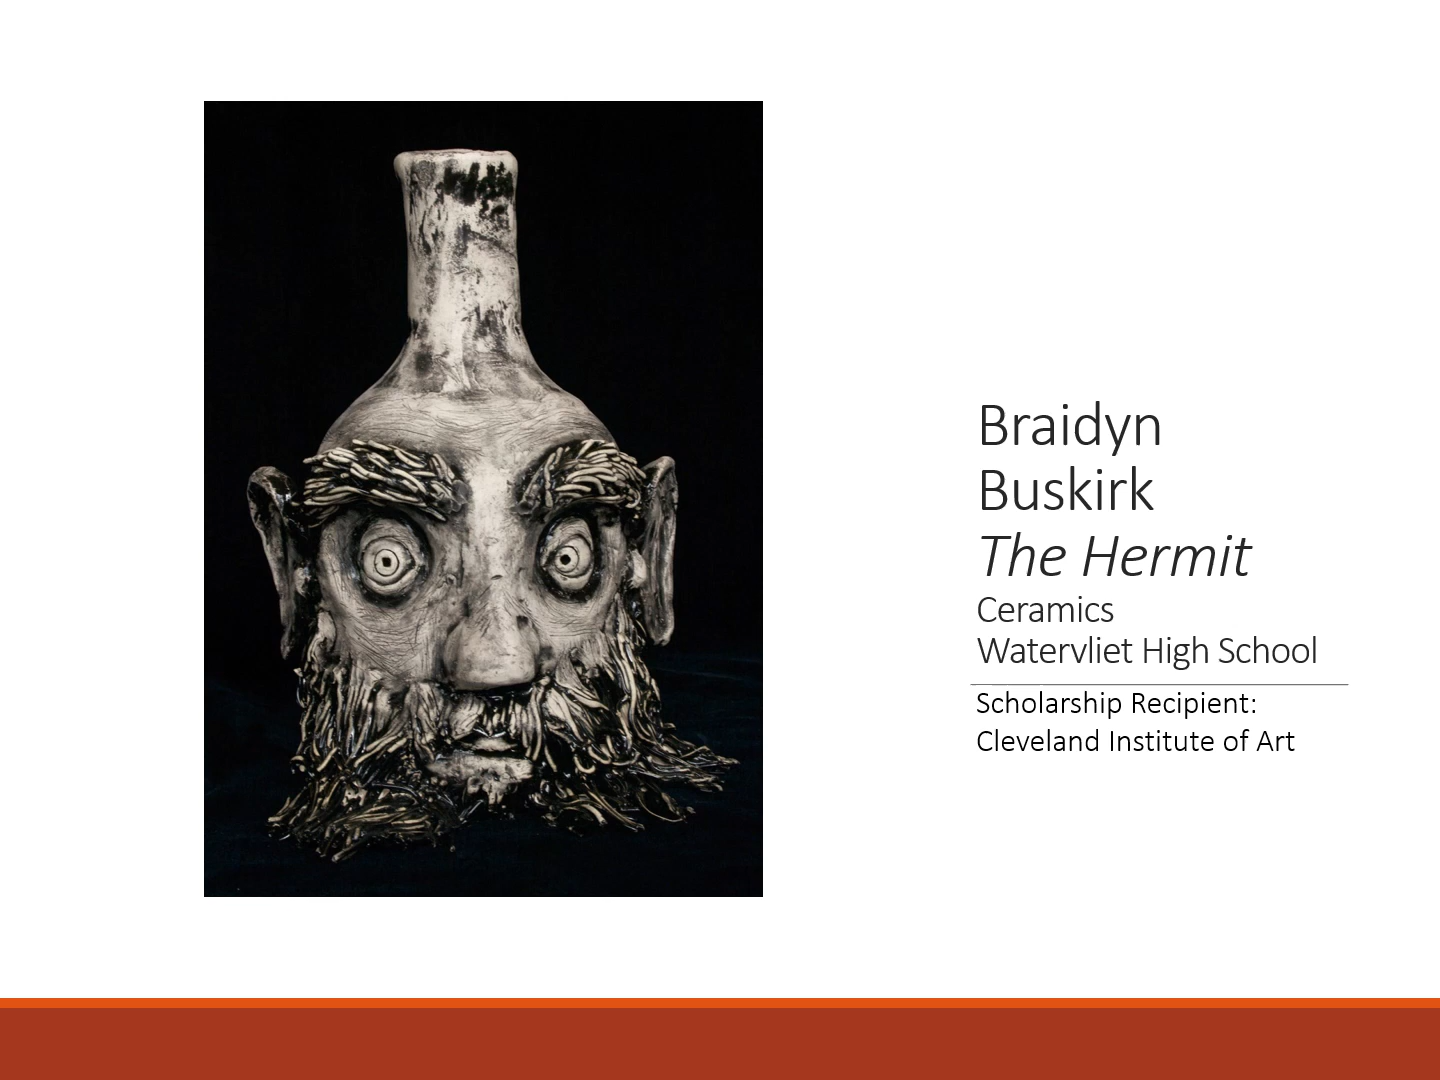 Braidyn
Buskirk
The Hermit
Ceramics
Watervliet High School
Scholarship Recipient:
Cleveland Institute of Art